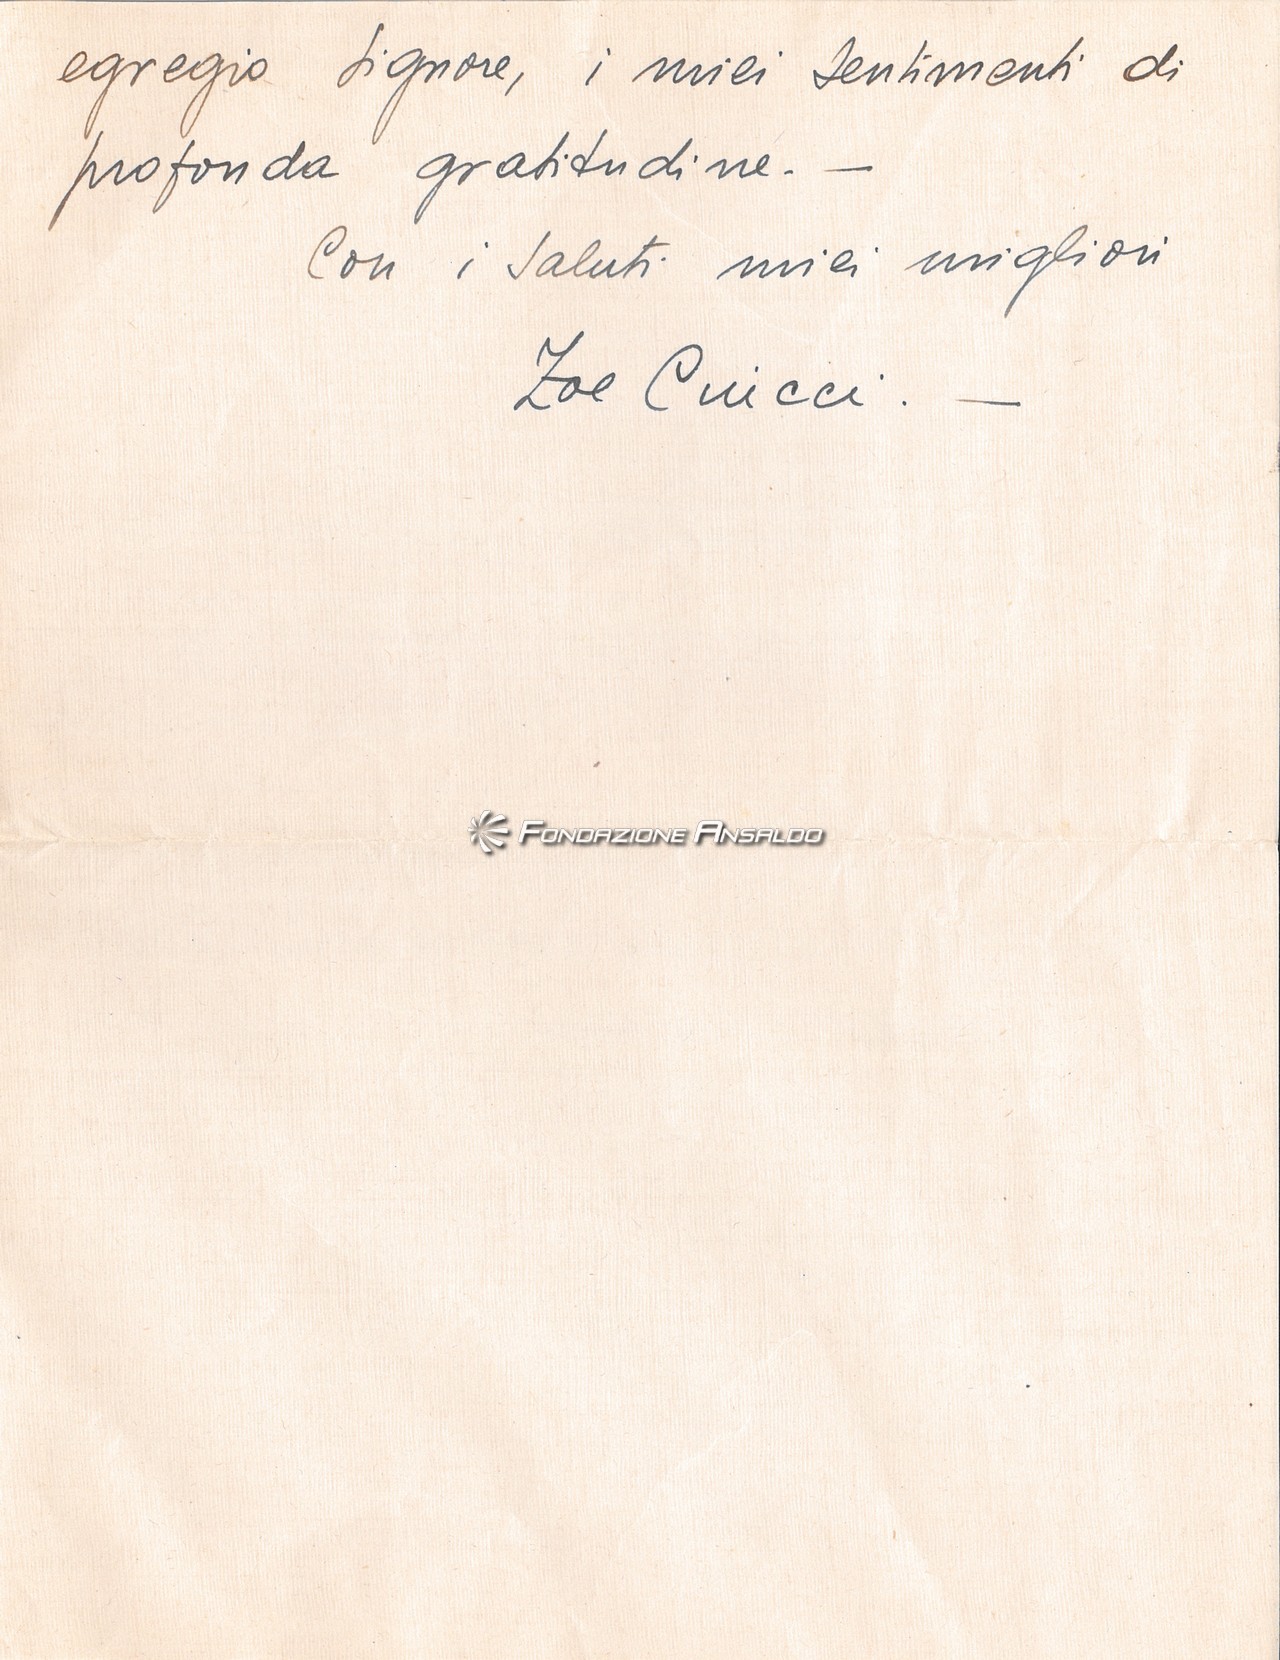 egregio Signore, i miei sentimenti di
profonda gratitudine. —
Con i saluti miei migliori
Zoe Cuicci. —
FONDAZIONE ANSALDO